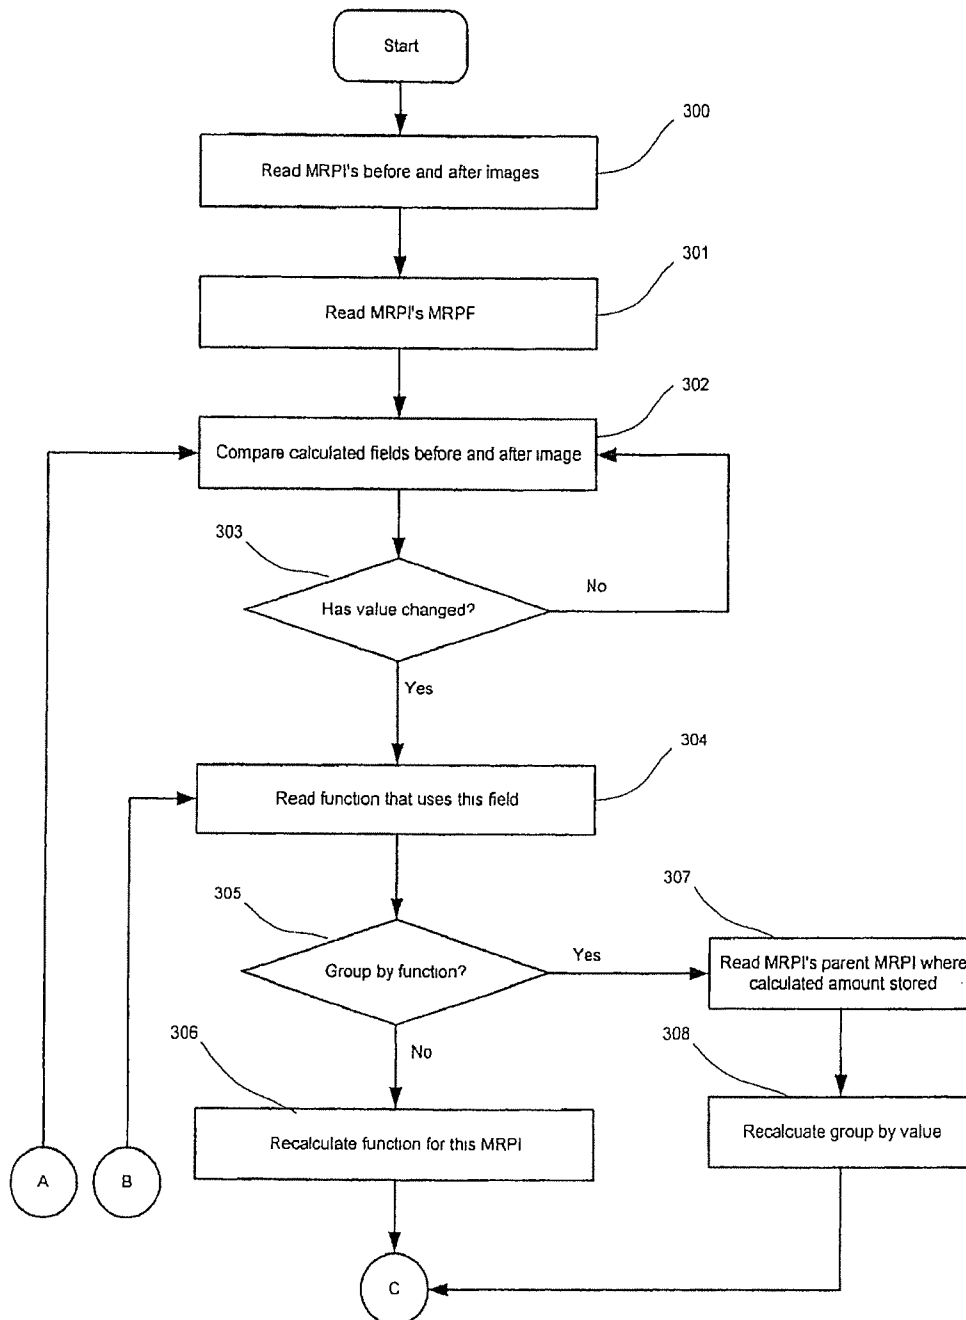 Start
300
Read MRPI's before and after images
301
Read MRPI's MRPF
302
Compare calculated fields before and after image
303
Has value changed?
No
Yes
304
Read function that uses this field
305
Group by function?
Yes
307
Read MRPI's parent MRPI where
calculated amount stored
No
306
308
Recalculate function for this MRPI
Recalcuate group by value
A
B
C